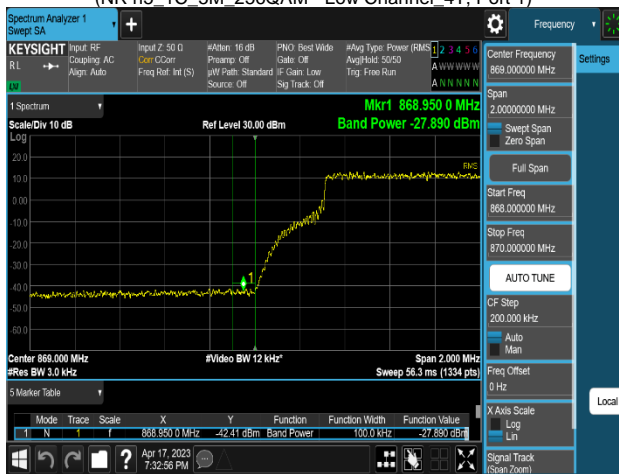 (NR n5_1C_5M_256QAM - Low Channel_4T, Port 1)
Spectrum Analyzer 1
Swept SA
Frequency
KEYSIGHT
Input: RF
Input Z: 50 Ω
#Atten: 16 dB
PNO: Best Wide
#Avg Type: Power (RMS
1 2 3 4 5 6
RL
Coupling: AC
Corr CCorr
Preamp: Off
Gate: Off
Avg|Hold: 50/50
A W W W W W
Align: Auto
Freq Ref: Int (S)
µW Path: Standard
IF Gain: Low
Trig: Free Run
Source: Off
Sig Track: Off
A N N N N N
LW
1 Spectrum
Mkr1 868.950 0 MHz
Scale/Div 10 dB
Ref Level 30.00 dBm
Band Power -27.890 dBm
Log
20.0
RMS
10.0
0.00
-10.0
-20.0
-30.0
1
-40.0
-50.0
-60.0
Center 869.000 MHz
#Video BW 12 kHz*
Span 2.000 MHz
#Res BW 3.0 kHz
Sweep 56.3 ms (1334 pts)
5 Marker Table
Mode
Trace
Scale
X
Y
Function
Function Width
Function Value
1
N
1
f
868.950 0 MHz
-42.41 dBm
Band Power
100.0 kHz
-27.890 dBm
Apr 17, 2023
7:32:56 PM
Center Frequency
869.000000 MHz
Settings
Span
2.00000000 MHz
Swept Span
Zero Span
Full Span
Start Freq
868.000000 MHz
Stop Freq
870.000000 MHz
AUTO TUNE
CF Step
200.000 kHz
Auto
Man
Freq Offset
0 Hz
Local
X Axis Scale
Log
Lin
Signal Track
(Span Zoom)